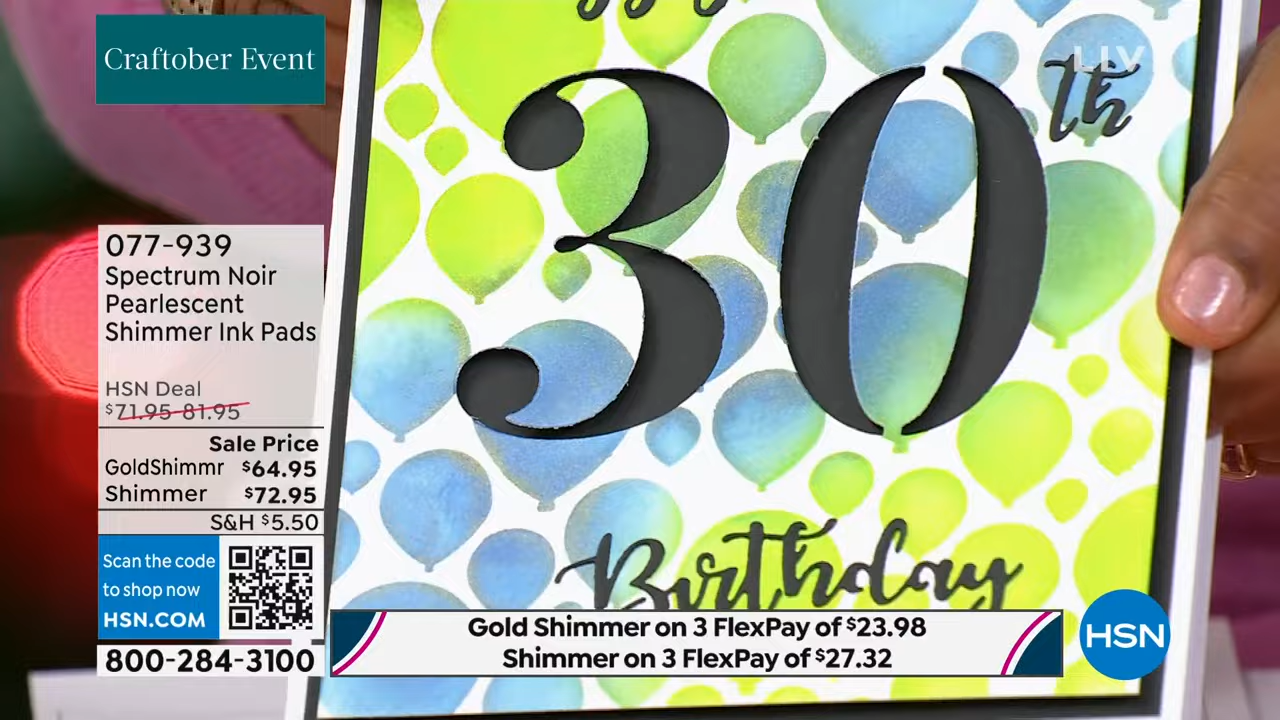 Craftober Event
30th
Birthday
077-939
Spectrum Noir
Pearlescent
Shimmer Ink Pads
HSN Deal
$71.95-81.95
Sale Price
GoldShimmr $64.95
Shimmer $72.95
S&H $5.50
Scan the code
to shop now
HSN.COM
800-284-3100
Gold Shimmer on 3 FlexPay of $23.98
Shimmer on 3 FlexPay of $27.32
HSN